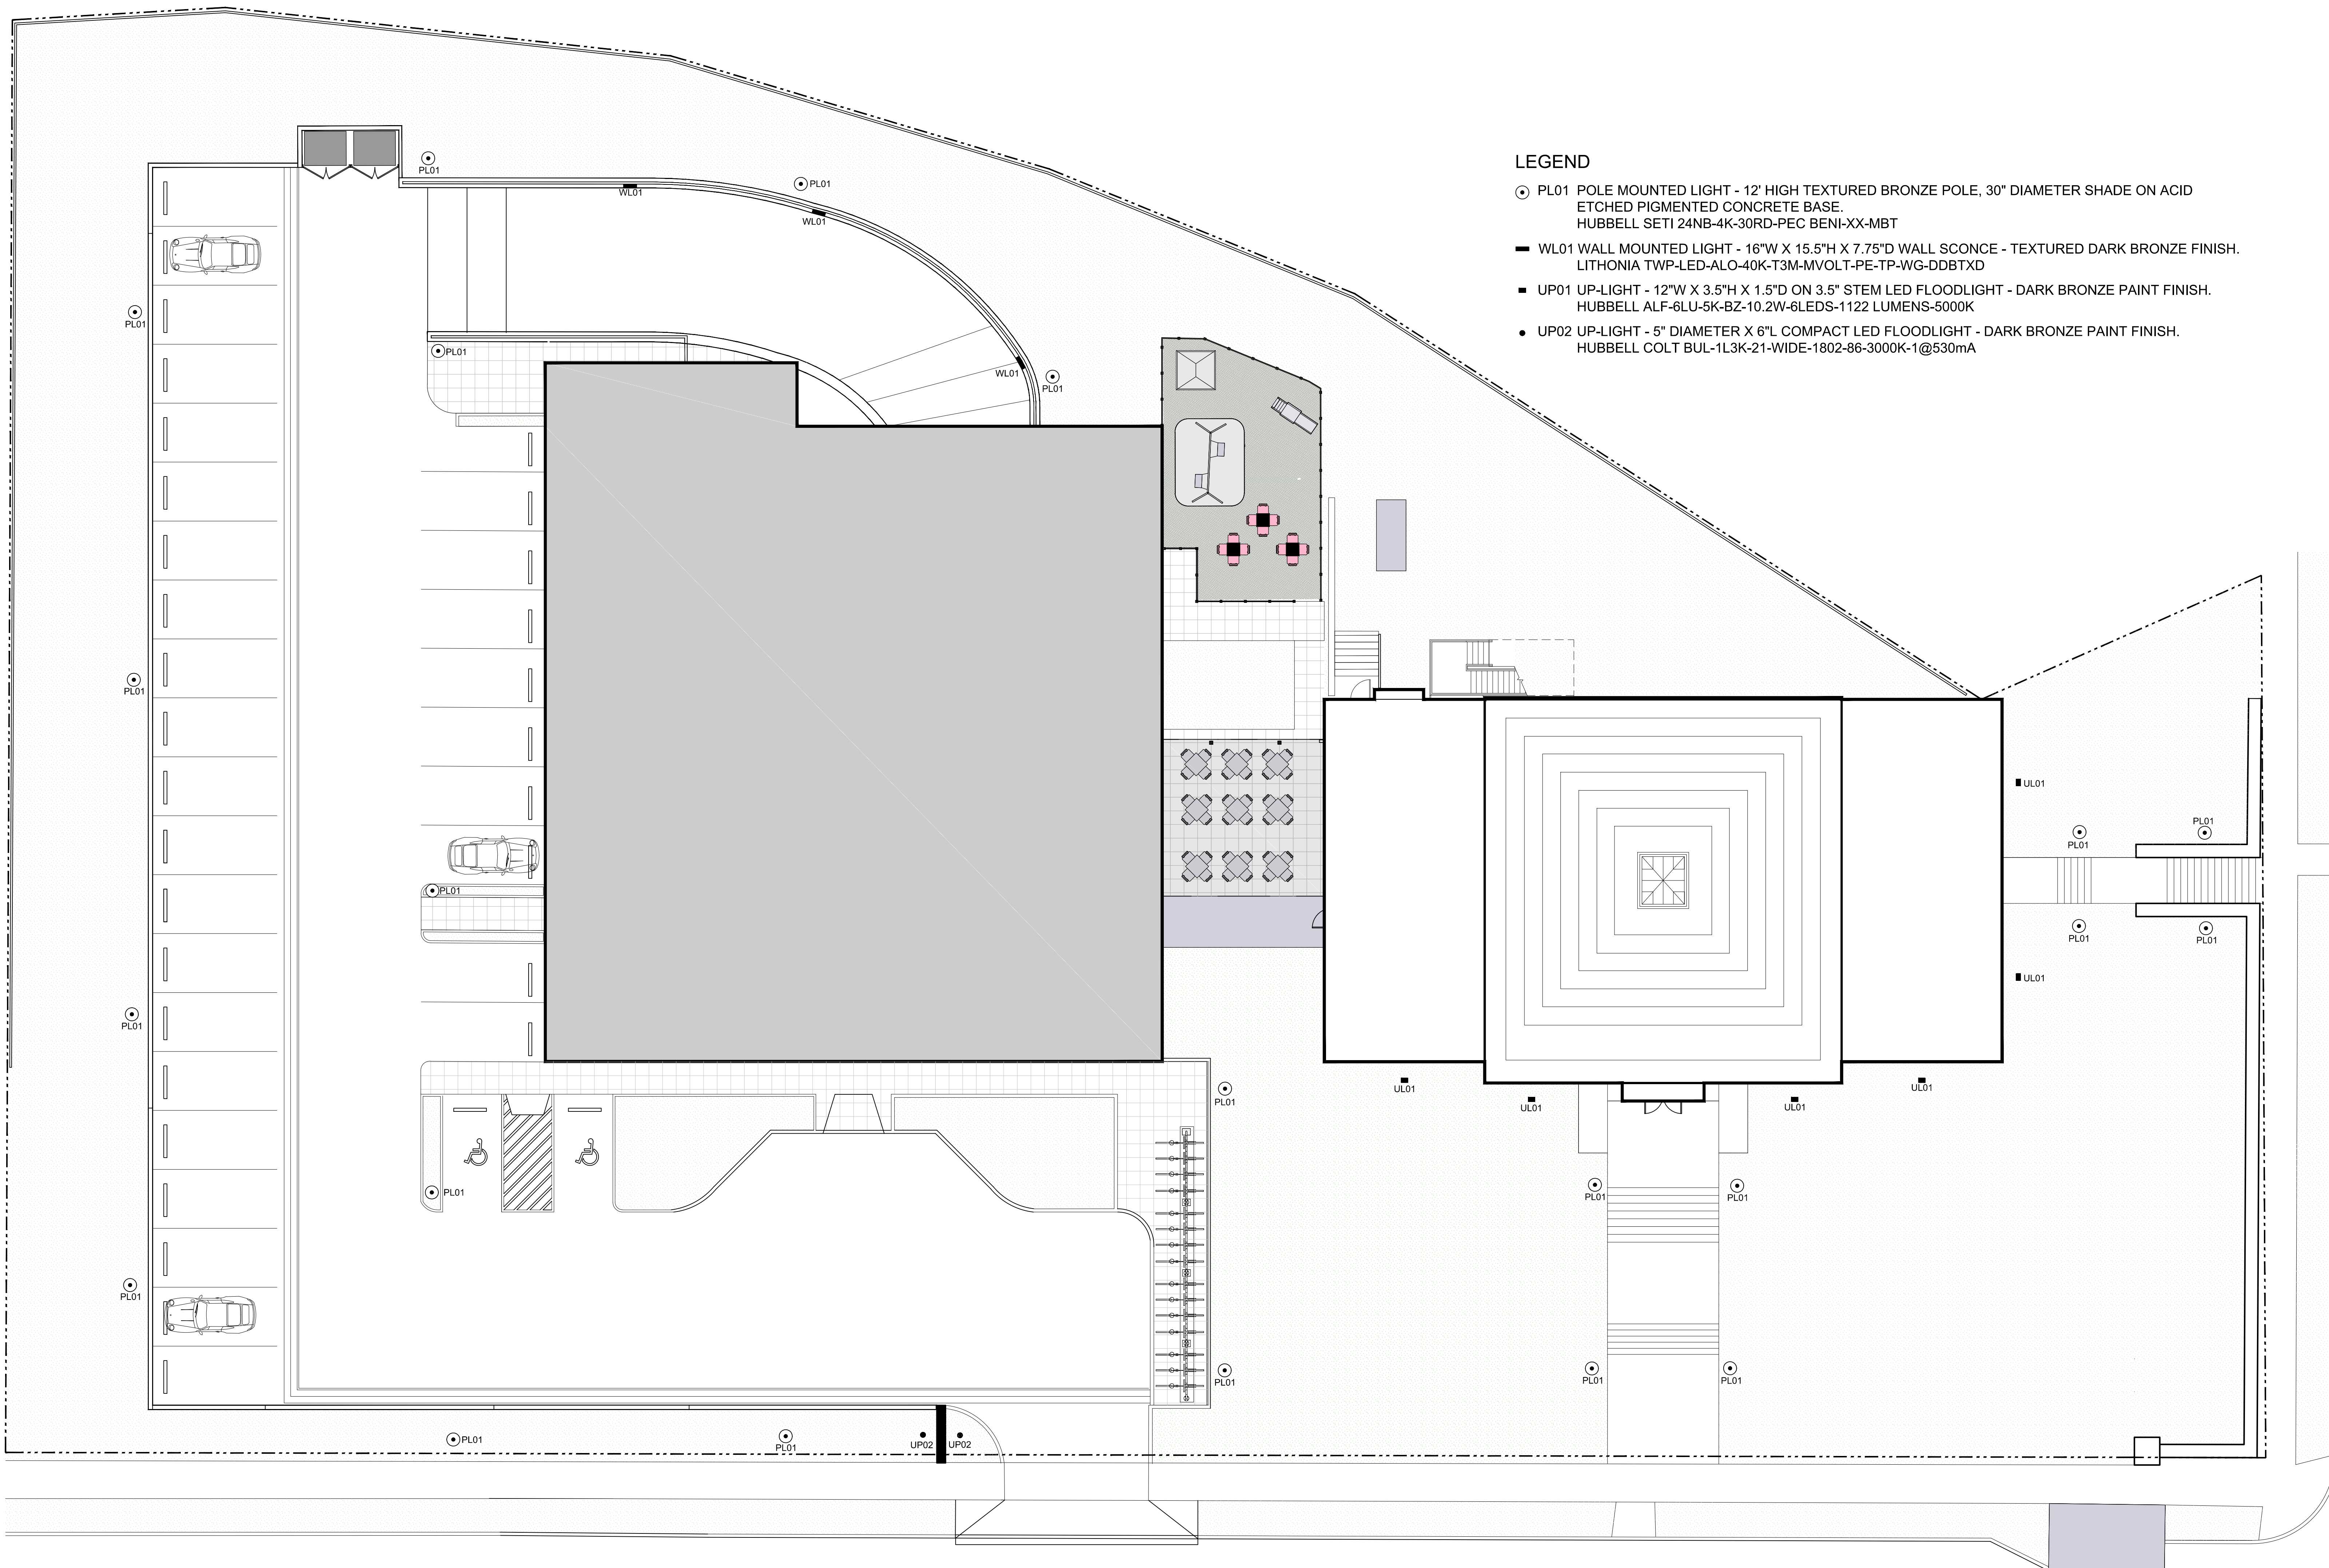 LEGEND
PL01 POLE MOUNTED LIGHT - 12' HIGH TEXTURED BRONZE POLE, 30" DIAMETER SHADE ON ACID
ETCHED PIGMENTED CONCRETE BASE.
HUBBELL SETI 24NB-4K-30RD-PEC BENI-XX-MBT
WL01 WALL MOUNTED LIGHT - 16"W X 15.5"H X 7.75"D WALL SCONCE - TEXTURED DARK BRONZE FINISH.
LITHONIA TWP-LED-ALO-40K-T3M-MVOLT-PE-TP-WG-DDBTXD
UP01 UP-LIGHT - 12"W X 3.5"H X 1.5"D ON 3.5" STEM LED FLOODLIGHT - DARK BRONZE PAINT FINISH.
HUBBELL ALF-6LU-5K-BZ-10.2W-6LEDS-1122 LUMENS-5000K
UP02 UP-LIGHT - 5" DIAMETER X 6"L COMPACT LED FLOODLIGHT - DARK BRONZE PAINT FINISH.
HUBBELL COLT BUL-1L3K-21-WIDE-1802-86-3000K-1@530mA
PL01
PL01
WL01
WL01
PL01
PL01
WL01
PL01
PL01
UL01
PL01
PL01
PL01
PL01
PL01
UL01
PL01
UL01
UL01
PL01
UL01
UL01
PL01
PL01
PL01
PL01
PL01
PL01
PL01
PL01
PL01
UP02
UP02